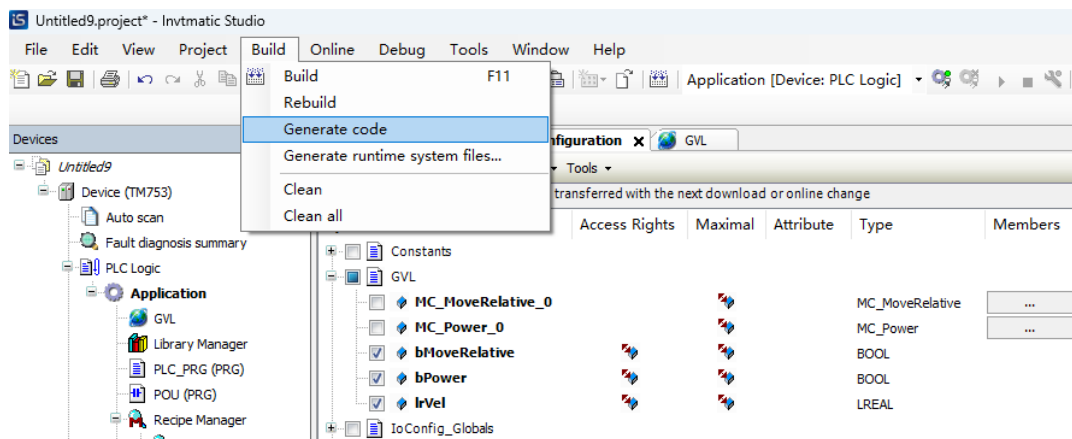 Untitled9.project* - Invtmatic Studio
File Edit View Project Build Online Debug Tools Window Help
Build F11
Application [Device: PLC Logic]
Rebuild
Generate code
Generate runtime system files...
Clean
Clean all
Devices
nfiguration GVL
Tools
transferred with the next download or online change
Untitled9
Device (TM753)
Auto scan
Fault diagnosis summary
PLC Logic
Application
GVL
Library Manager
PLC_PRG (PRG)
POU (PRG)
Recipe Manager
Access Rights Maximal Attribute Type Members
Constants
GVL
MC_MoveRelative_0 MC_MoveRelative ...
MC_Power_0 MC_Power ...
bMoveRelative BOOL
bPower BOOL
lrVel LREAL
IoConfig_Globals